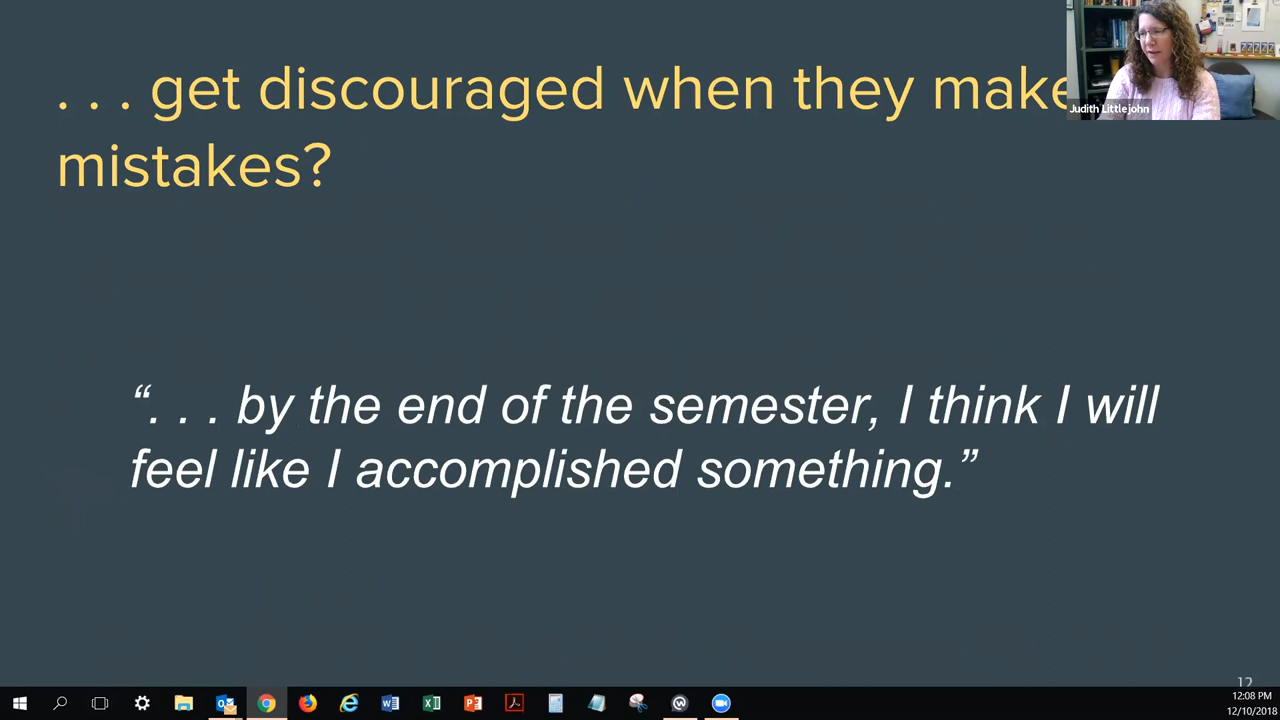 . . . get discouraged when they make
mistakes?
Judith Littlejohn
“. . . by the end of the semester, I think I will
feel like I accomplished something.”
12
12:08 PM
12/10/2018